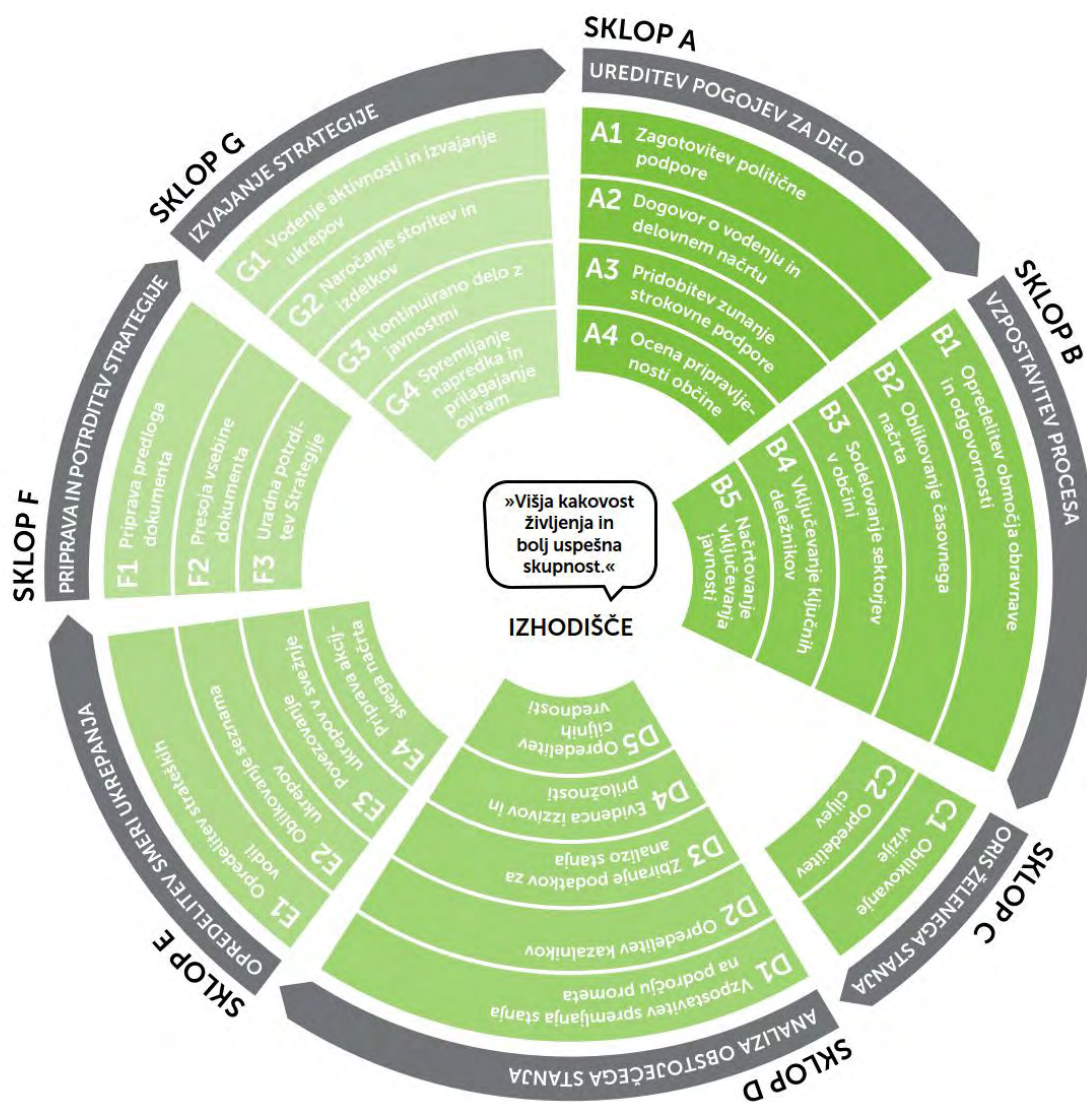 SKLOP A
UREDITEV POGOJEV ZA DELO
A1 Zagotovitev politične
podpore
A2 Dogovor o vodenju in
delovnem načrtu
A3 Pridobitev zunanje
strokovne podpore
A4 Ocena pripravlje-
nosti občine
SKLOP B
VZPOSTAVITEV PROCESA
B1 Opredelitev območja obravnave
in odgovornosti
B2 Oblikovanje časovnega
načrta
B3 Sodelovanje sektorjev
v občini
B4 Vključevanje ključnih
deležnikov
B5 Načrtovanje
vključevanja
javnosti
SKLOP C
ORIS ŽELENEGA STANJA
C1 Oblikovanje
vizije
C2 Opredelitev
ciljev
SKLOP D
ANALIZA OBSTOJEČEGA STANJA
D1 Vzpostavitev spremljanja stanja
na področju prometa
D2 Opredelitev kazalnikov
D3 Zbiranje podatkov za
analizo stanja
D4 Evidenca izzivov in
priložnosti
D5 Opredelitev
ciljnih
vrednosti
SKLOP E
OPREDELITEV SMERI UKREPANJA
E1 Opredelitev strateških
vodil
E2 Oblikovanje seznama
ukrepov
E3 Povezovanje
ukrepov v svežnje
E4 Priprava akcij-
skega načrta
SKLOP F
PRIPRAVA IN POTRDITEV STRATEGIJE
F1 Priprava predloga
dokumenta
F2 Presoja vsebine
dokumenta
F3 Uradna potrdi-
tev Strategije
SKLOP G
IZVAJANJE STRATEGIJE
G1 Vodenje aktivnosti in izvajanje
ukrepov
G2 Naročanje storitev in
izdelkov
G3 Kontinuirano delo z
javnostmi
G4 Spremljanje
napredka in
prilagajanje
oviram
»Višja kakovost
življenja in
bolj uspešna
skupnost.«
IZHODIŠČE